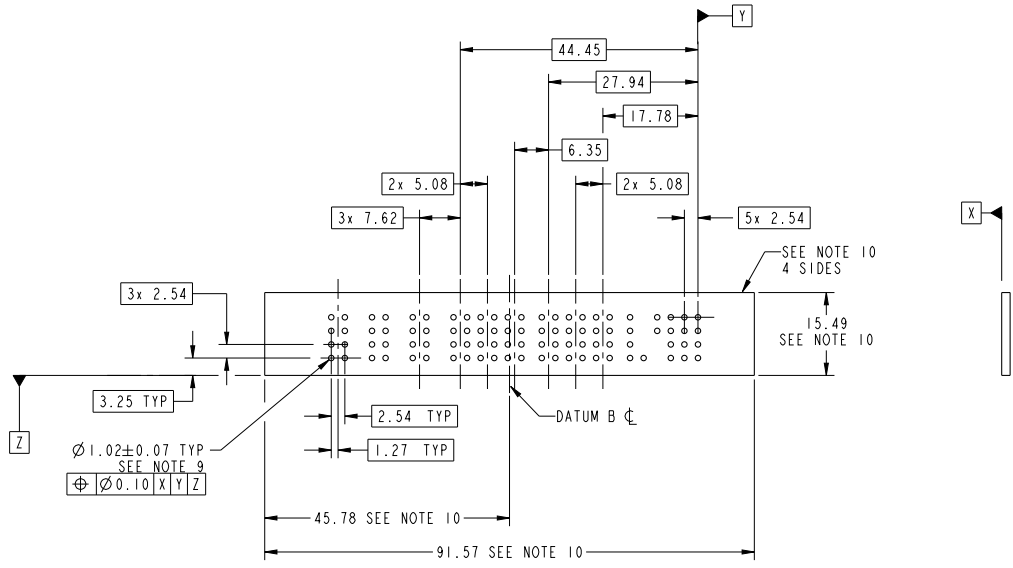 Y
44.45
27.94
17.78
6.35
2x 5.08
2x 5.08
3x 7.62
5x 2.54
X
SEE NOTE 10
4 SIDES
3x 2.54
15.49
SEE NOTE 10
3.25 TYP
2.54 TYP
DATUM B ℄
Z
Ø1.02±0.07 TYP
SEE NOTE 9
1.27 TYP
⌖ Ø0.10 X Y Z
45.78 SEE NOTE 10
91.57 SEE NOTE 10